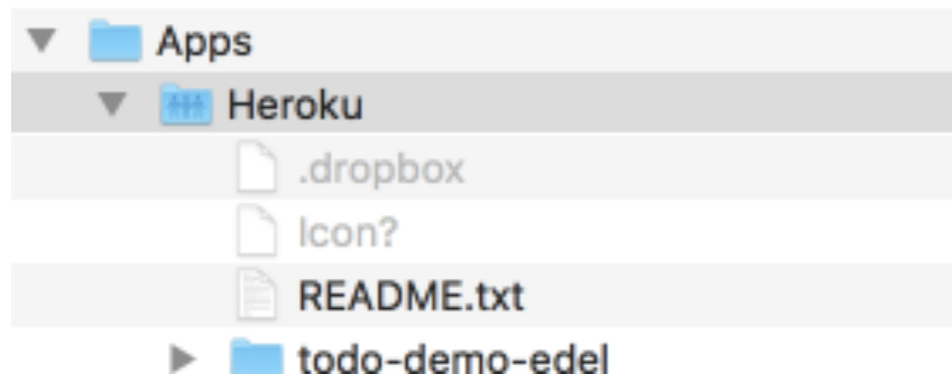 Apps
Heroku
.dropbox
Icon?
README.txt
todo-demo-edel